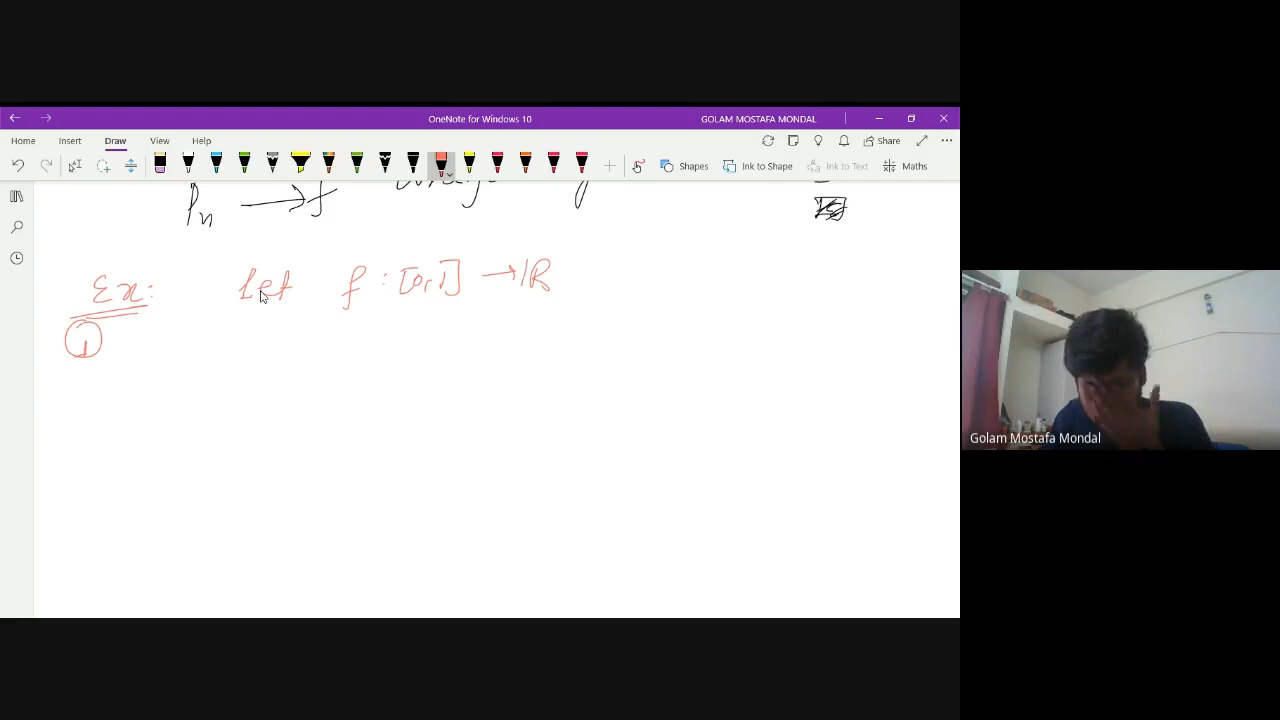 OneNote for Windows 10
GOLAM MOSTAFA MONDAL
Home Insert Draw View Help
Share
Shapes Ink to Shape Ink to Text Maths
Pn → f
Ex: Let f : [0,1] → IR
1
Golam Mostafa Mondal